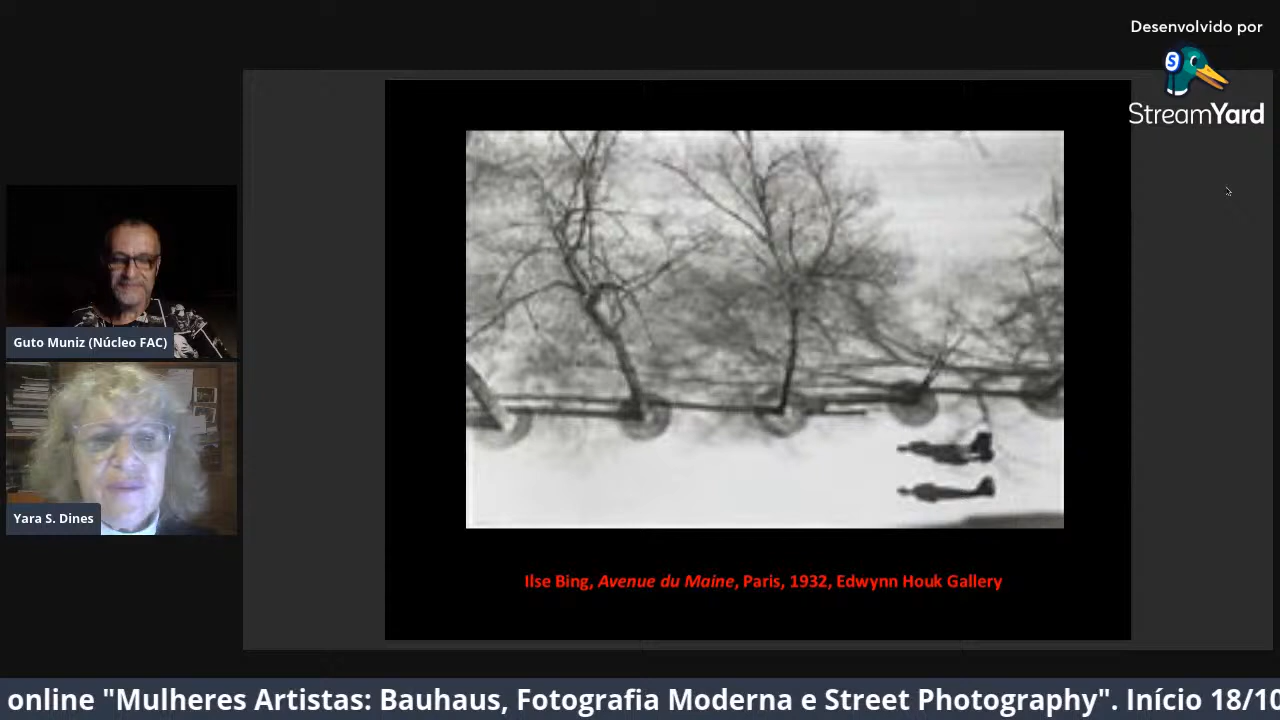 Desenvolvido por
StreamYard
Guto Muniz (Núcleo FAC)
Yara S. Dines
Ilse Bing, Avenue du Maine, Paris, 1932, Edwynn Houk Gallery
online "Mulheres Artistas: Bauhaus, Fotografia Moderna e Street Photography". Início 18/10